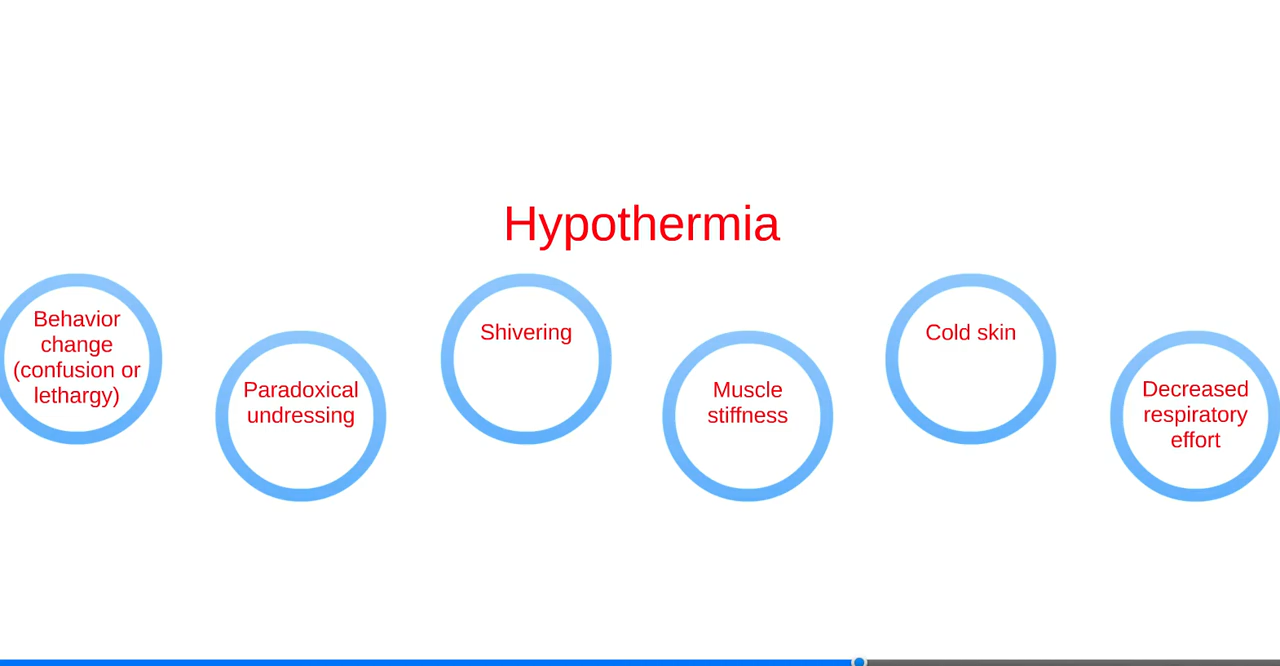 Hypothermia
Behavior
change
(confusion or
lethargy)
Paradoxical
undressing
Shivering
Muscle
stiffness
Cold skin
Decreased
respiratory
effort